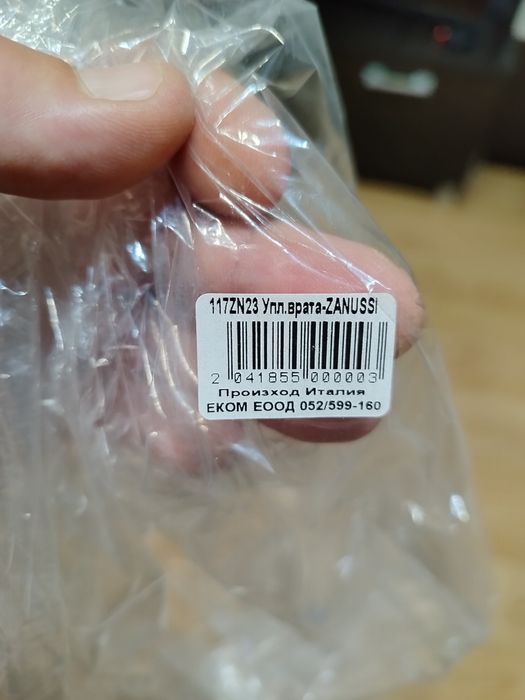 117ZN23 Упл.врата-ZANUSSI
2 041855 000003
Произход Италия
ЕКОМ ЕООД 052/599-160